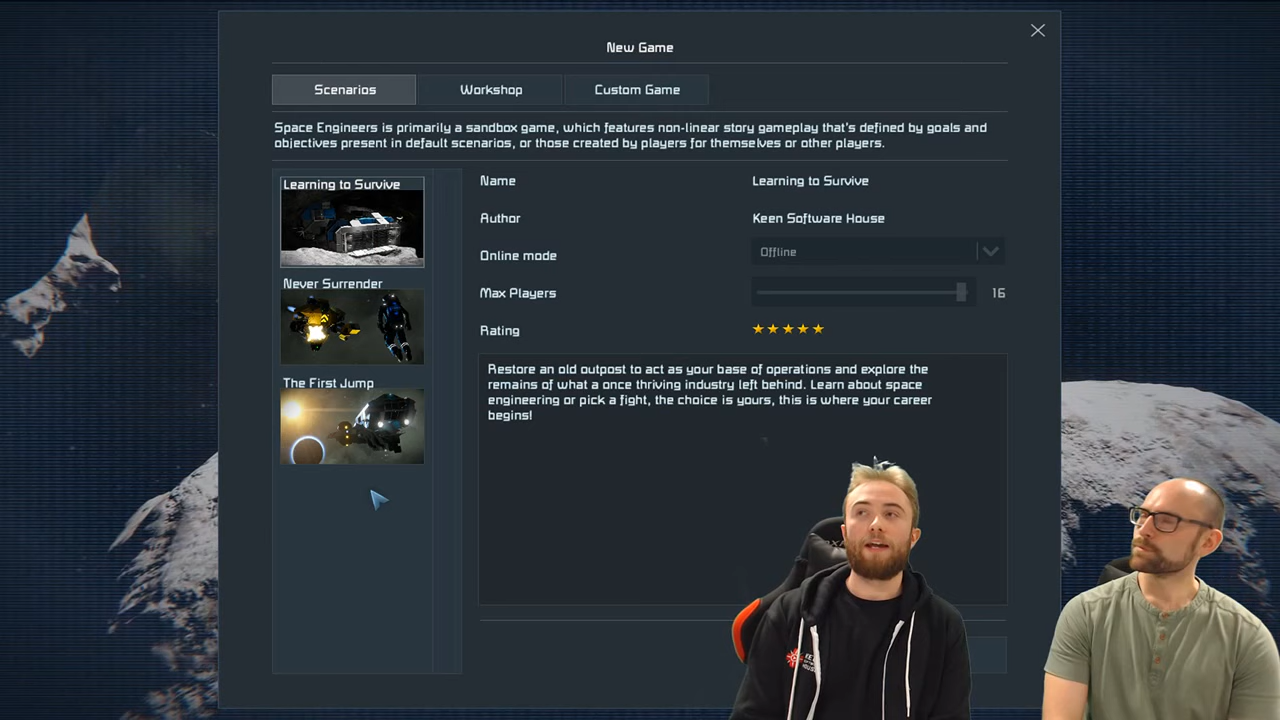 New Game
Scenarios
Workshop
Custom Game
Space Engineers is primarily a sandbox game, which features non-linear story gameplay that's defined by goals and
objectives present in default scenarios, or those created by players for themselves or other players.
Learning to Survive
Never Surrender
The First Jump
Name
Learning to Survive
Author
Keen Software House
Online mode
Offline
Max Players
16
Rating
Restore an old outpost to act as your base of operations and explore the
remains of what a once thriving industry left behind. Learn about space
engineering or pick a fight, the choice is yours, this is where your career
begins!